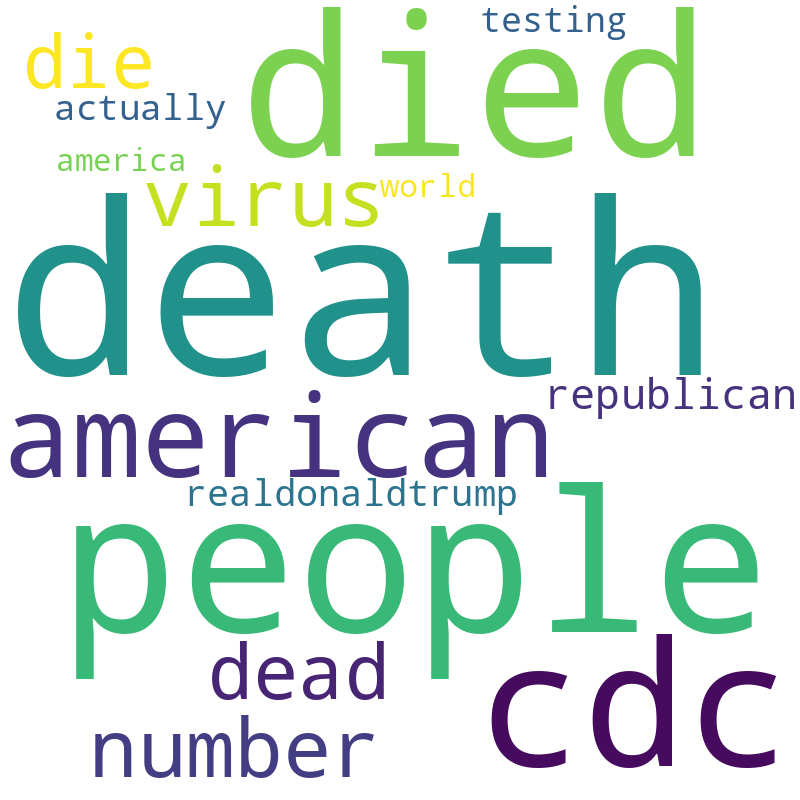 testing
died
die
actually
america
virus
world
death
republican
american
realdonaldtrump
people
dead
cdc
number